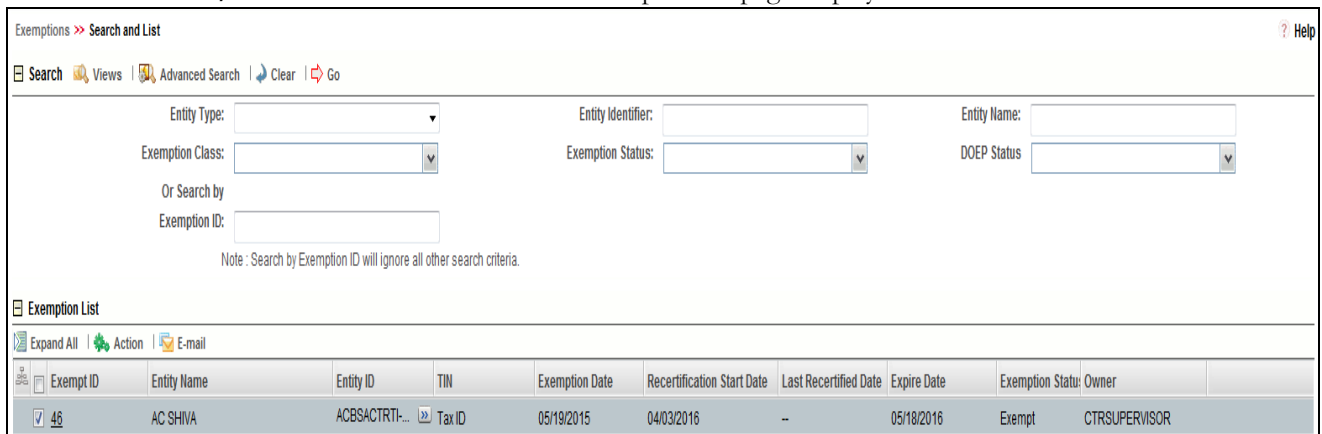 Exemptions >> Search and List ? Help
Search Views | Advanced Search | Clear | Go
Entity Type: Entity Identifier: Entity Name:
Exemption Class: Exemption Status: DOEP Status
Or Search by
Exemption ID:
Note : Search by Exemption ID will ignore all other search criteria.
Exemption List
Expand All | Action | E-mail
Exempt ID Entity Name Entity ID TIN Exemption Date Recertification Start Date Last Recertified Date Expire Date Exemption Statu Owner
46 AC SHIVA ACBSACTRTI-... >> Tax ID 05/19/2015 04/03/2016 -- 05/18/2016 Exempt CTRSUPERVISOR